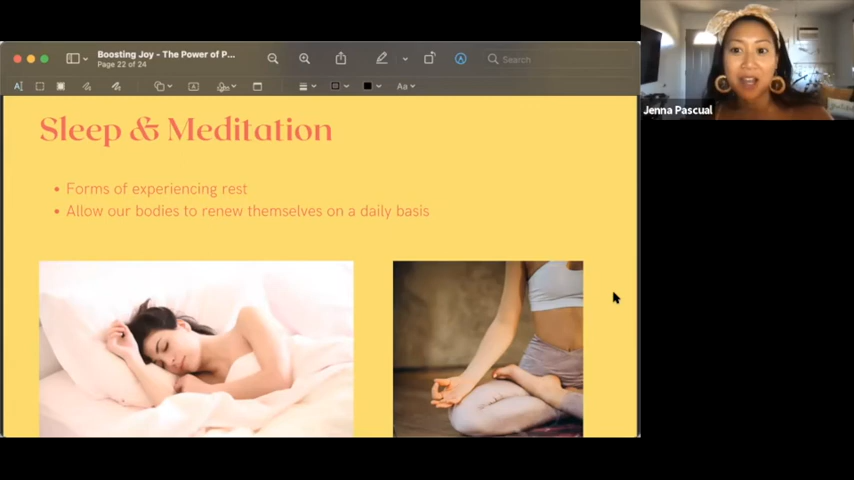 Boosting Joy - The Power of P...
Page 22 of 24
Search
A
Aa
Sleep & Meditation
• Forms of experiencing rest
• Allow our bodies to renew themselves on a daily basis
Jenna Pascual